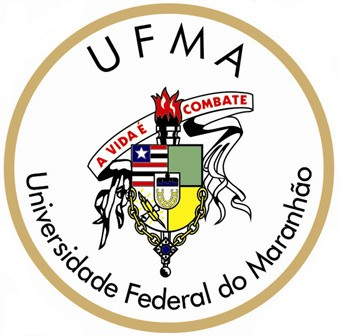 UFMA
A VIDA É COMBATE
Universidade Federal do Maranhão